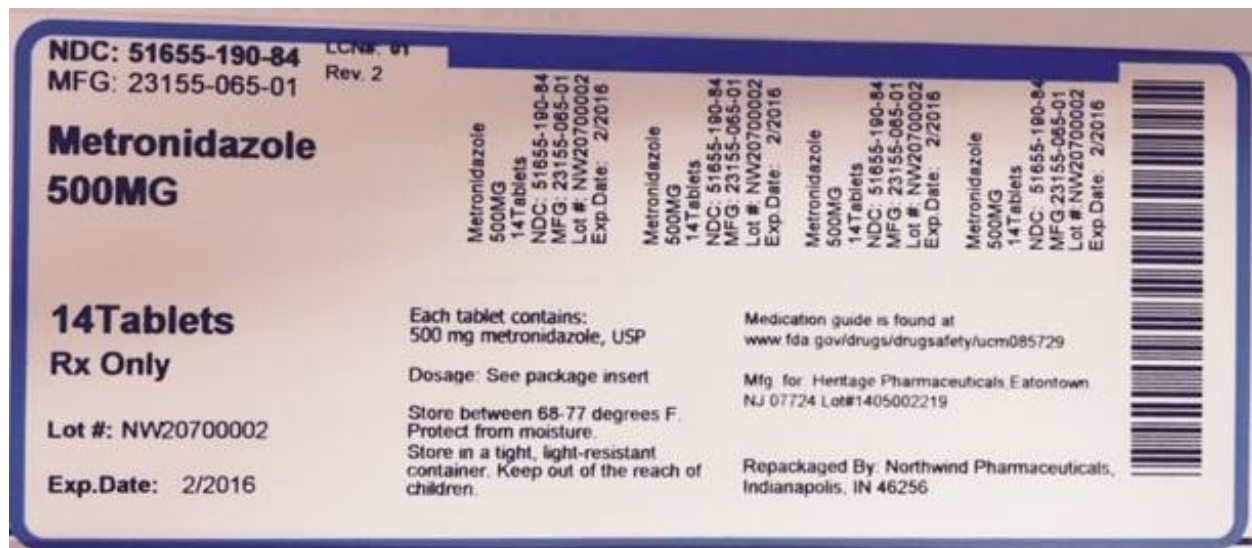 NDC: 51655-190-84
MFG: 23155-065-01
LCN#: 01
Rev. 2
Metronidazole
500MG
14Tablets
Rx Only
Lot #: NW20700002
Exp.Date: 2/2016
Metronidazole
500MG
14Tablets
NDC: 51655-190-84
MFG: 23155-065-01
Lot #: NW20700002
Exp.Date: 2/2016
Metronidazole
500MG
14Tablets
NDC: 51655-190-84
MFG: 23155-065-01
Lot #: NW20700002
Exp.Date: 2/2016
Metronidazole
500MG
14Tablets
NDC: 51655-190-84
MFG: 23155-065-01
Lot #: NW20700002
Exp.Date: 2/2016
Metronidazole
500MG
14Tablets
NDC: 51655-190-84
MFG:23155-065-01
Lot #:NW20700002
Exp.Date: 2/2016
Each tablet contains:
500 mg metronidazole, USP
Dosage: See package insert
Store between 68-77 degrees F.
Protect from moisture.
Store in a tight, light-resistant
container. Keep out of the reach of
children.
Medication guide is found at
www.fda.gov/drugs/drugsafety/ucm085729
Mfg. for: Heritage Pharmaceuticals,Eatontown
NJ 07724 Lot#1405002219
Repackaged By: Northwind Pharmaceuticals,
Indianapolis, IN 46256